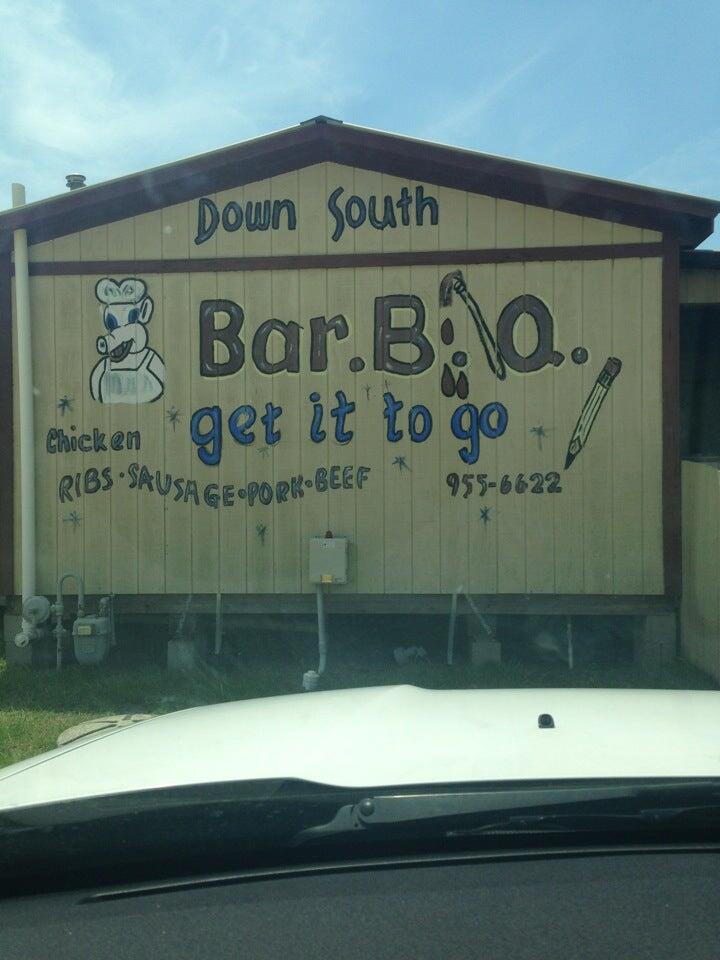 Down South
Bar.B.Q.
get it to go
Chicken
RIBS·SAUSAGE·PORK·BEEF
955-6622